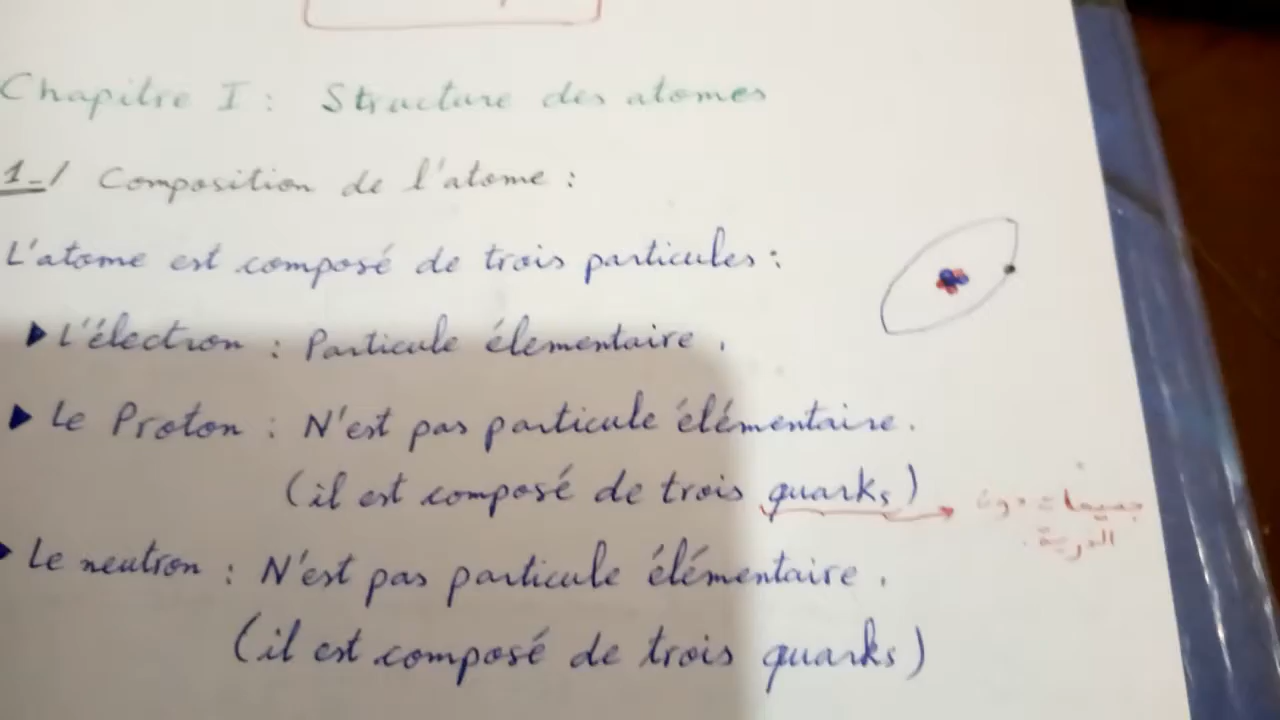 Chapitre I : Structure des atomes
1-/ Composition de l'atome :
L'atome est composé de trois particules :
▶ L'électron : Particule élementaire .
▶ Le Proton : N'est pas particule élémentaire .
(il est composé de trois quarks)
▶ Le neutron : N'est pas particule élémentaire .
(il est composé de trois quarks)